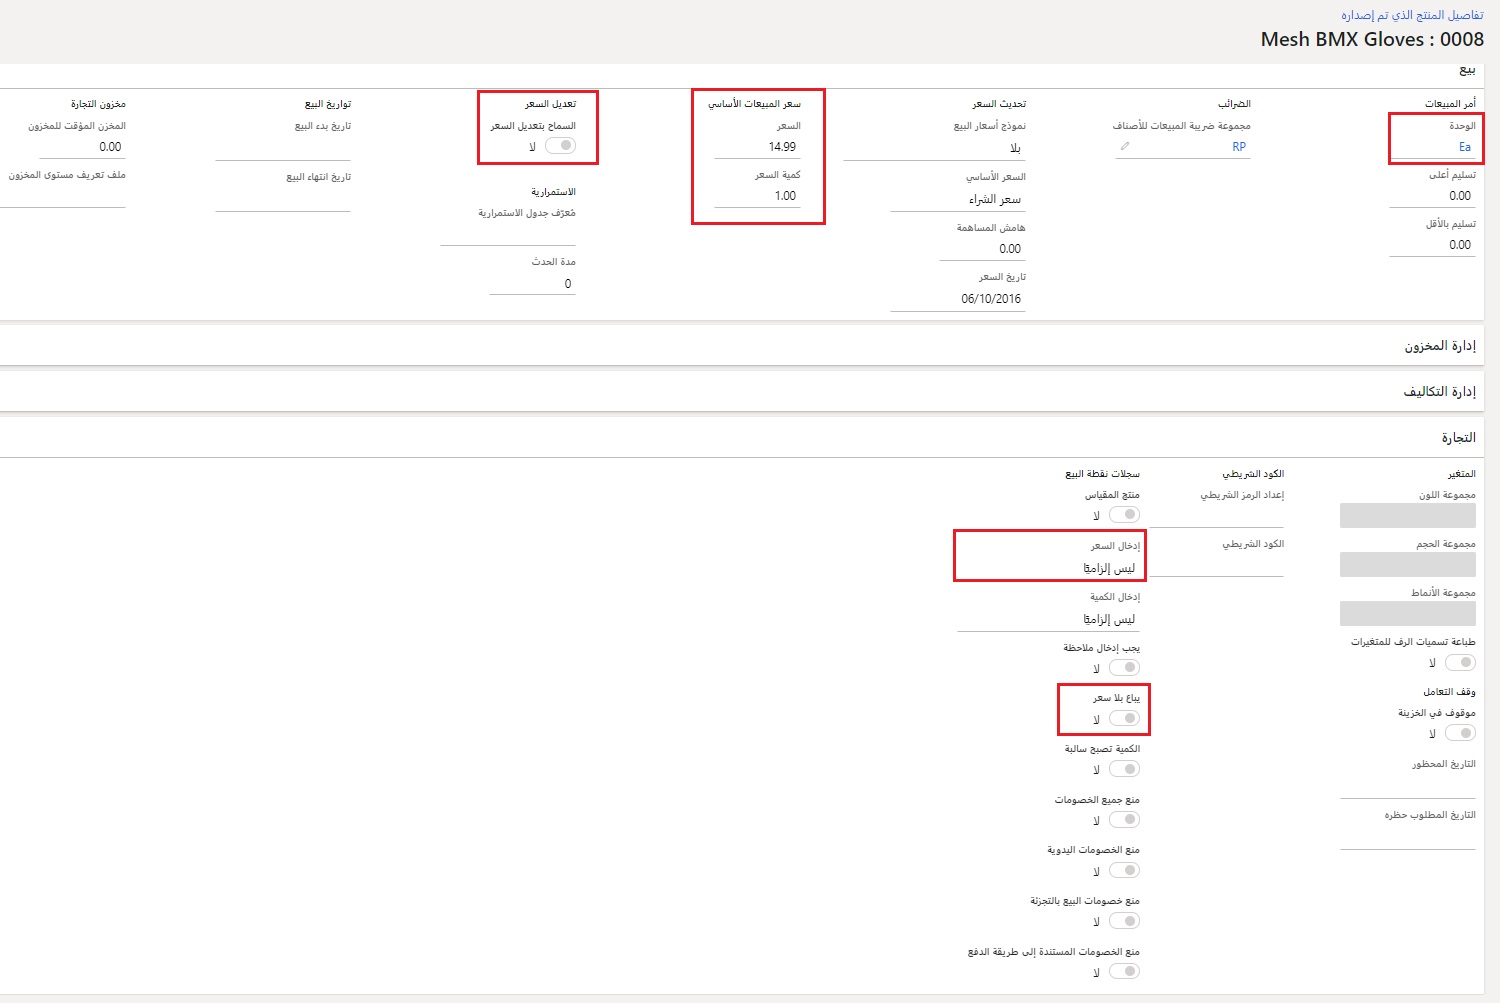 تفاصيل المنتج الذي تم إصداره
Mesh BMX Gloves : 0008
بيع
أمر المبيعات
الوحدة
Ea
تسليم أعلى
0.00
تسليم بالأقل
0.00
الضرائب
مجموعة ضريبة المبيعات للأصناف
RP
تحديث السعر
نموذج أسعار البيع
بلا
السعر الأساسي
سعر الشراء
هامش المساهمة
0.00
تاريخ السعر
06/10/2016
سعر المبيعات الأساسي
السعر
14.99
كمية السعر
1.00
تعديل السعر
السماح بتعديل السعر
لا
الاستمرارية
مُعرّف جدول الاستمرارية
مدة الحدث
0
تواريخ البيع
تاريخ بدء البيع
تاريخ انتهاء البيع
مخزون التجارة
المخزن المؤقت للمخزون
0.00
ملف تعريف مستوى المخزون
إدارة المخزون
إدارة التكاليف
التجارة
المتغير
مجموعة اللون
مجموعة الحجم
مجموعة الأنماط
طباعة تسميات الرف للمتغيرات
لا
وقف التعامل
موقوف في الخزينة
لا
التاريخ المحظور
التاريخ المطلوب حظره
الكود الشريطي
إعداد الرمز الشريطي
الكود الشريطي
سجلات نقطة البيع
منتج المقياس
لا
إدخال السعر
ليس إلزاميًا
إدخال الكمية
ليس إلزاميًا
يجب إدخال ملاحظة
لا
يباع بلا سعر
لا
الكمية تصبح سالبة
لا
منع جميع الخصومات
لا
منع الخصومات اليدوية
لا
منع خصومات البيع بالتجزئة
لا
منع الخصومات المستندة إلى طريقة الدفع
لا